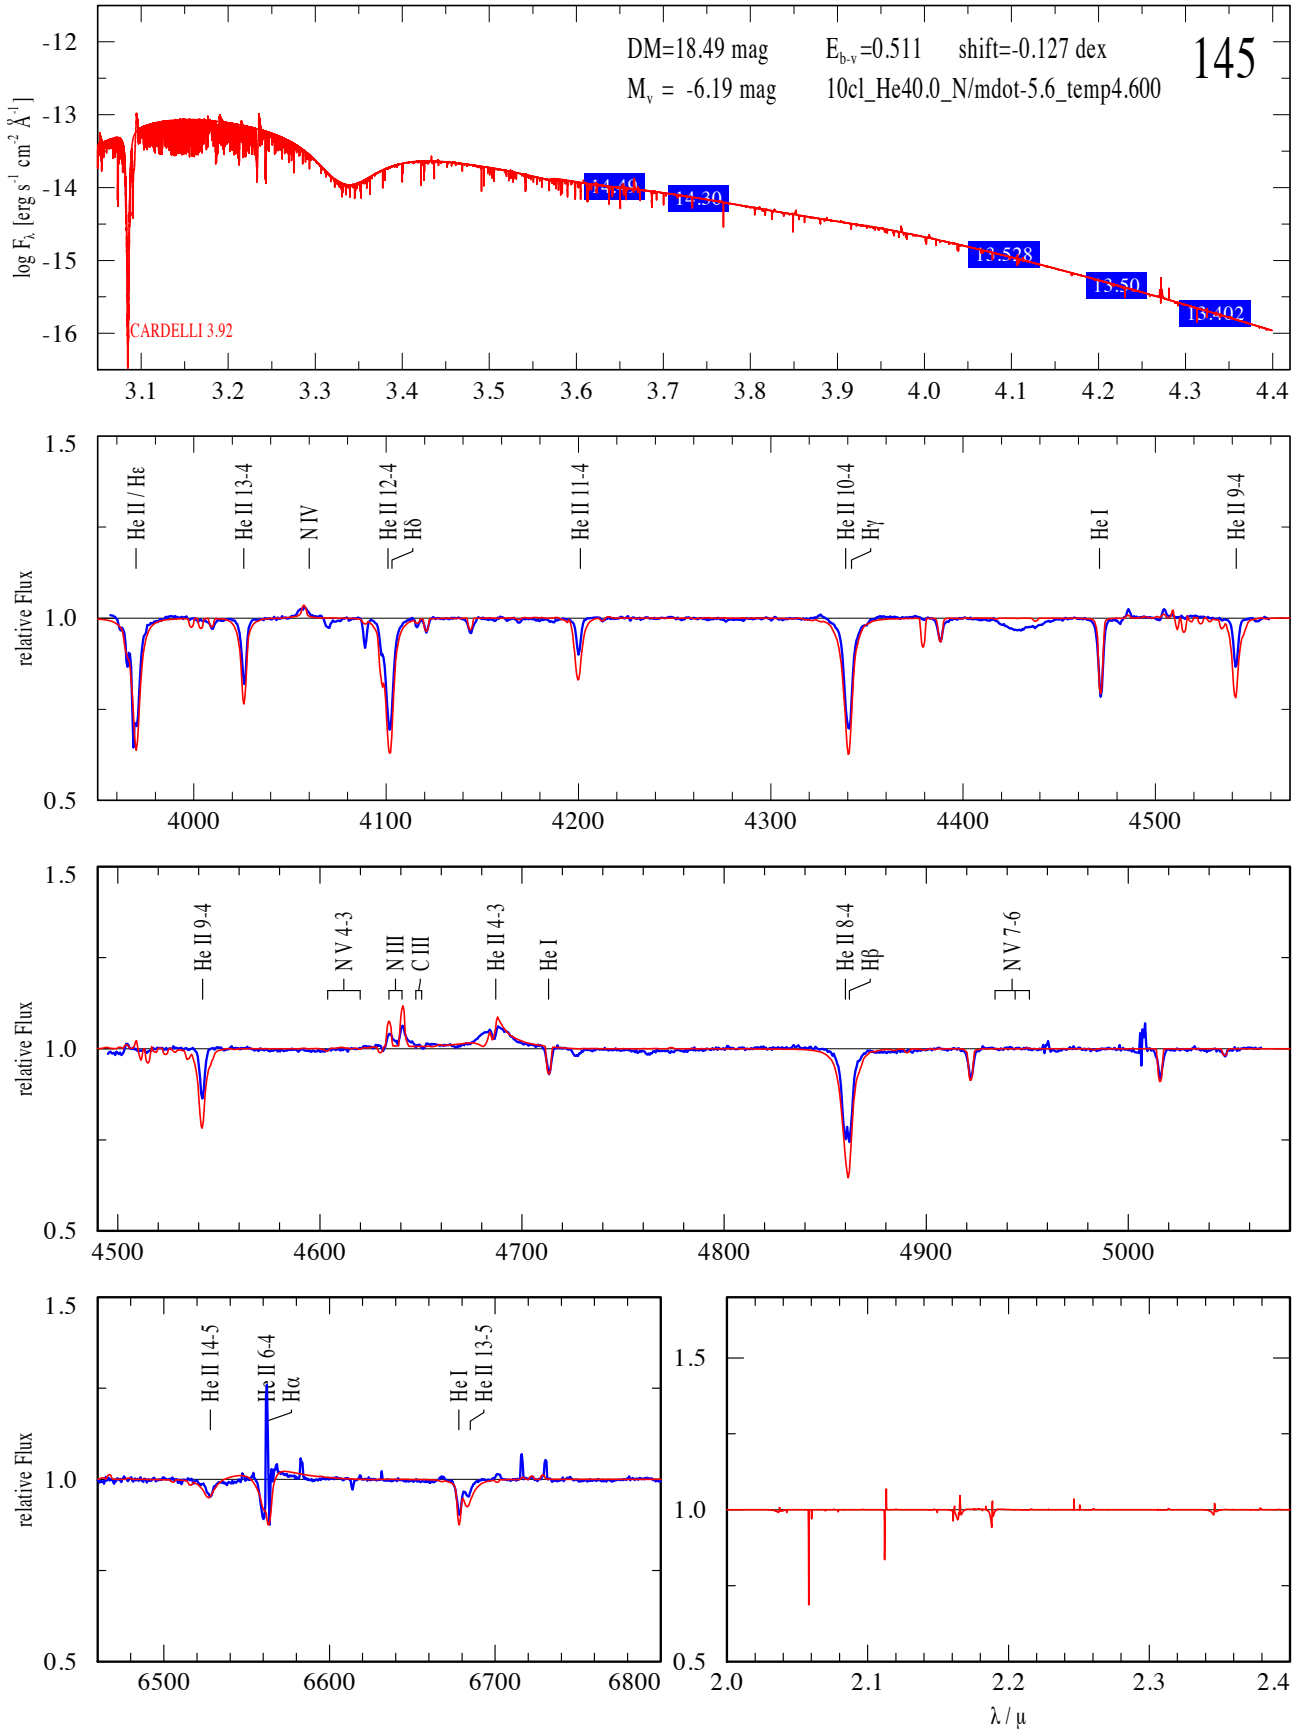 DM=18.49 mag E_b-v=0.511 shift=-0.127 dex
145
M_v = -6.19 mag 10cl_He40.0_N/mdot-5.6_temp4.600
log F_λ [erg s^-1 cm^-2 Å^-1]
-12
-13
-14
-15
-16
14.49
14.30
13.528
13.50
13.402
CARDELLI 3.92
3.1 3.2 3.3 3.4 3.5 3.6 3.7 3.8 3.9 4.0 4.1 4.2 4.3 4.4
relative Flux
1.5
1.0
0.5
He II / Hε
He II 13-4
N IV
He II 12-4
Hδ
He II 11-4
He II 10-4
Hγ
He I
He II 9-4
4000 4100 4200 4300 4400 4500
relative Flux
1.5
1.0
0.5
He II 9-4
N V 4-3
N III
C III
He II 4-3
He I
He II 8-4
Hβ
N V 7-6
4500 4600 4700 4800 4900 5000
relative Flux
1.5
1.0
0.5
He II 14-5
He II 6-4
Hα
He I
He II 13-5
6500 6600 6700 6800
1.5
1.0
0.5
2.0 2.1 2.2 2.3 2.4
λ / μ